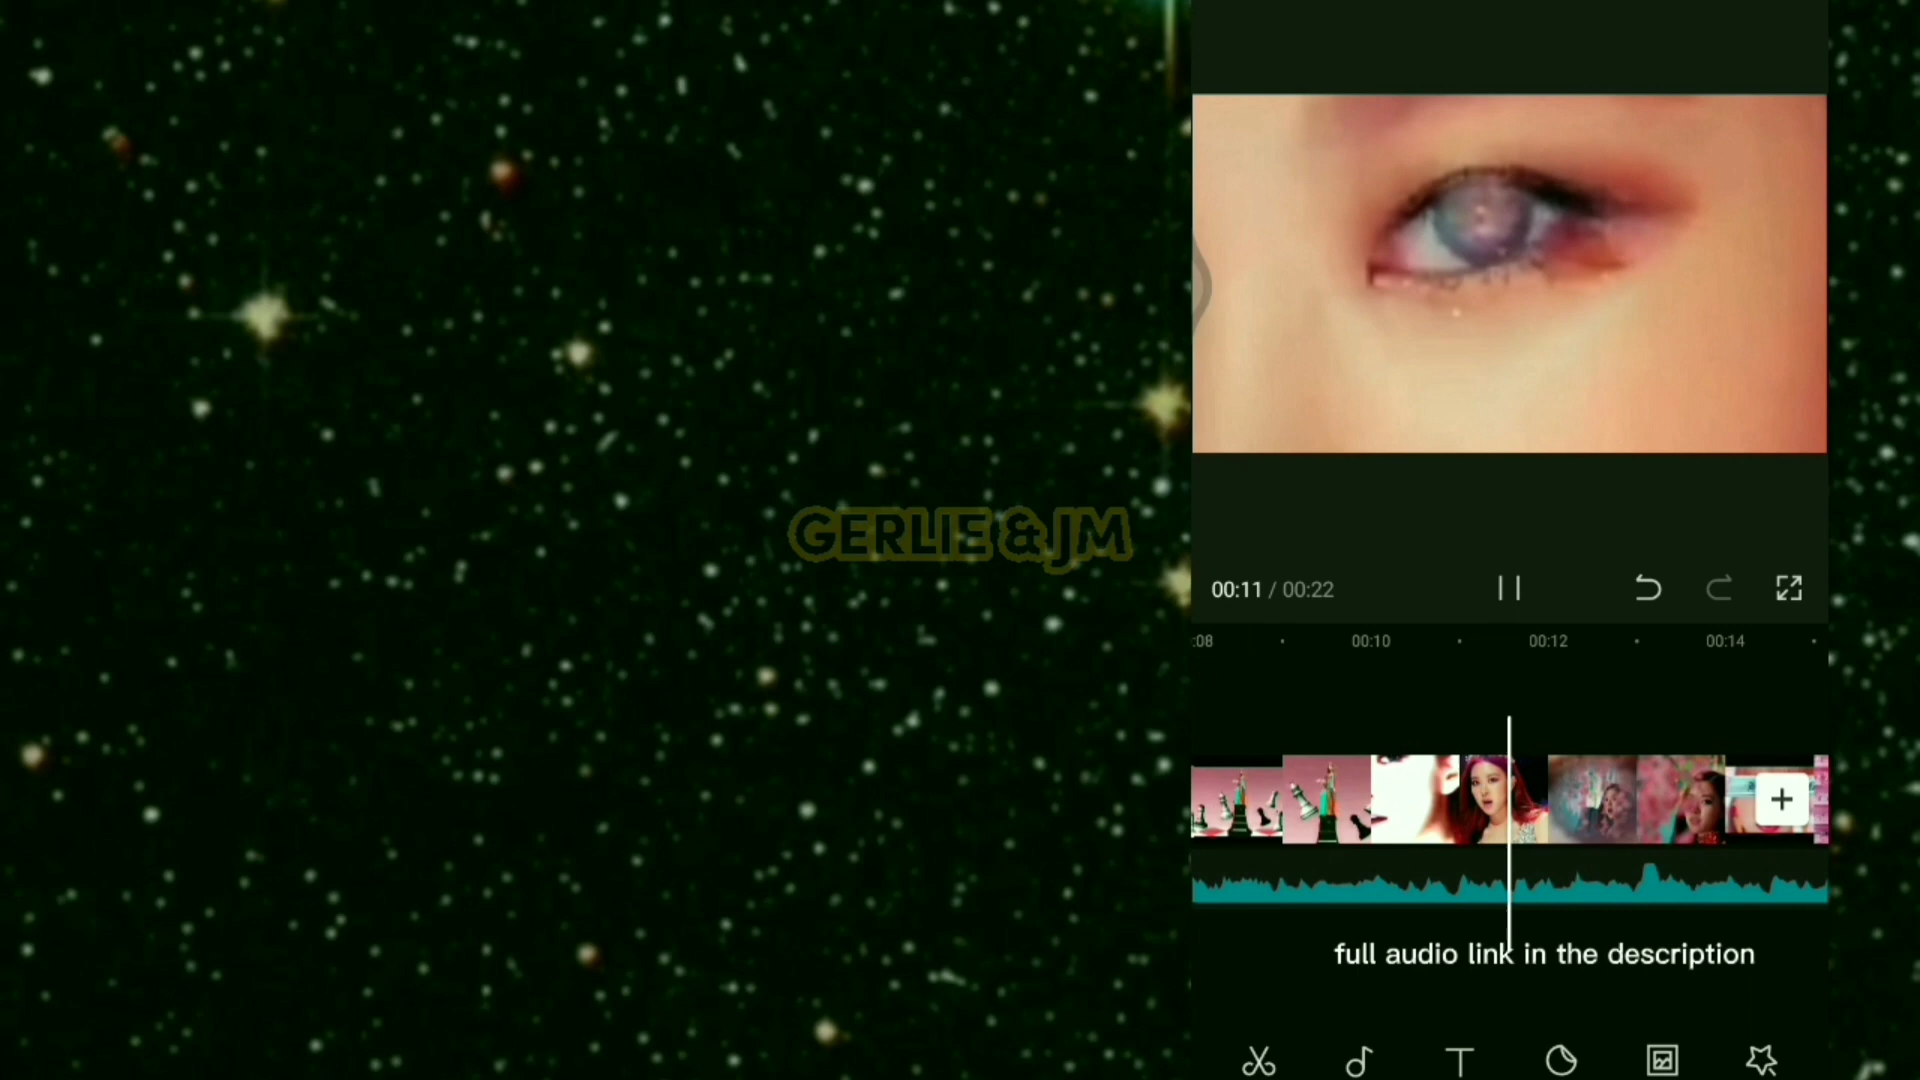 GERLIE &JM
00:11 / 00:22
:08 00:10 00:12 00:14
full audio link in the description